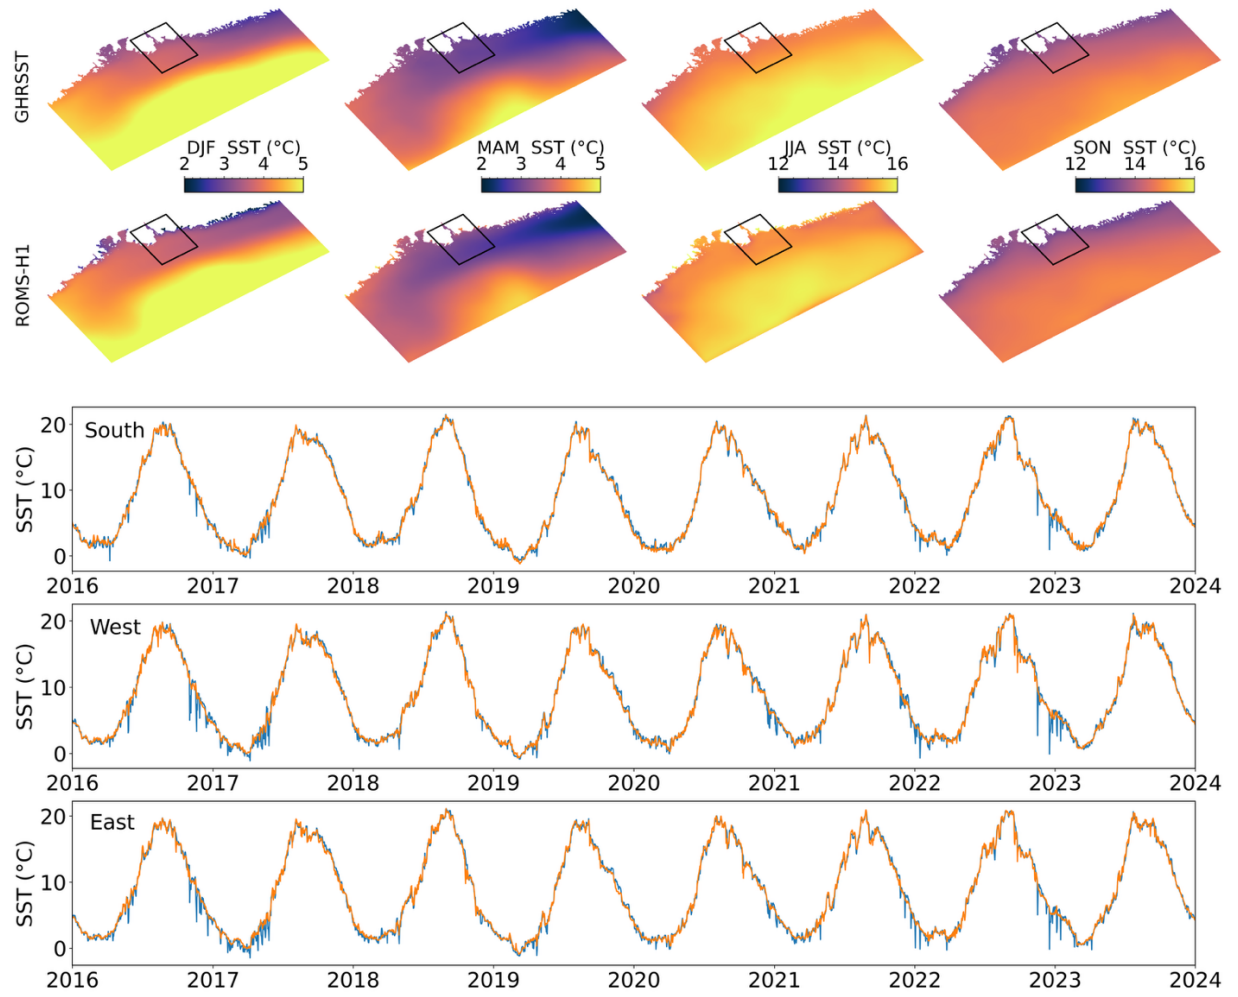 GHRSST
DJF SST (°C)
2 3 4 5
MAM SST (°C)
2 3 4 5
JJA SST (°C)
12 14 16
SON SST (°C)
12 14 16
ROMS-H1
South
SST (°C)
20
10
0
2016 2017 2018 2019 2020 2021 2022 2023 2024
West
SST (°C)
20
10
0
2016 2017 2018 2019 2020 2021 2022 2023 2024
East
SST (°C)
20
10
0
2016 2017 2018 2019 2020 2021 2022 2023 2024